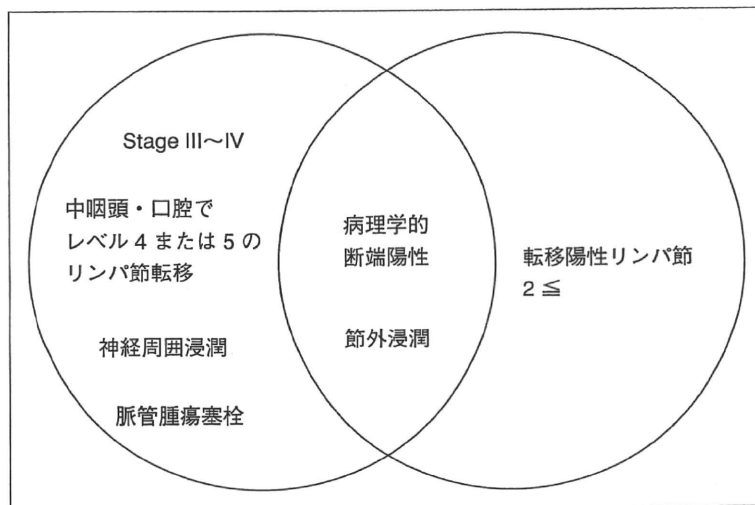 Stage III〜IV
中咽頭・口腔で
レベル 4 または 5 の
リンパ節転移
神経周囲浸潤
脈管腫瘍塞栓
病理学的
断端陽性
節外浸潤
転移陽性リンパ節
2 ≦